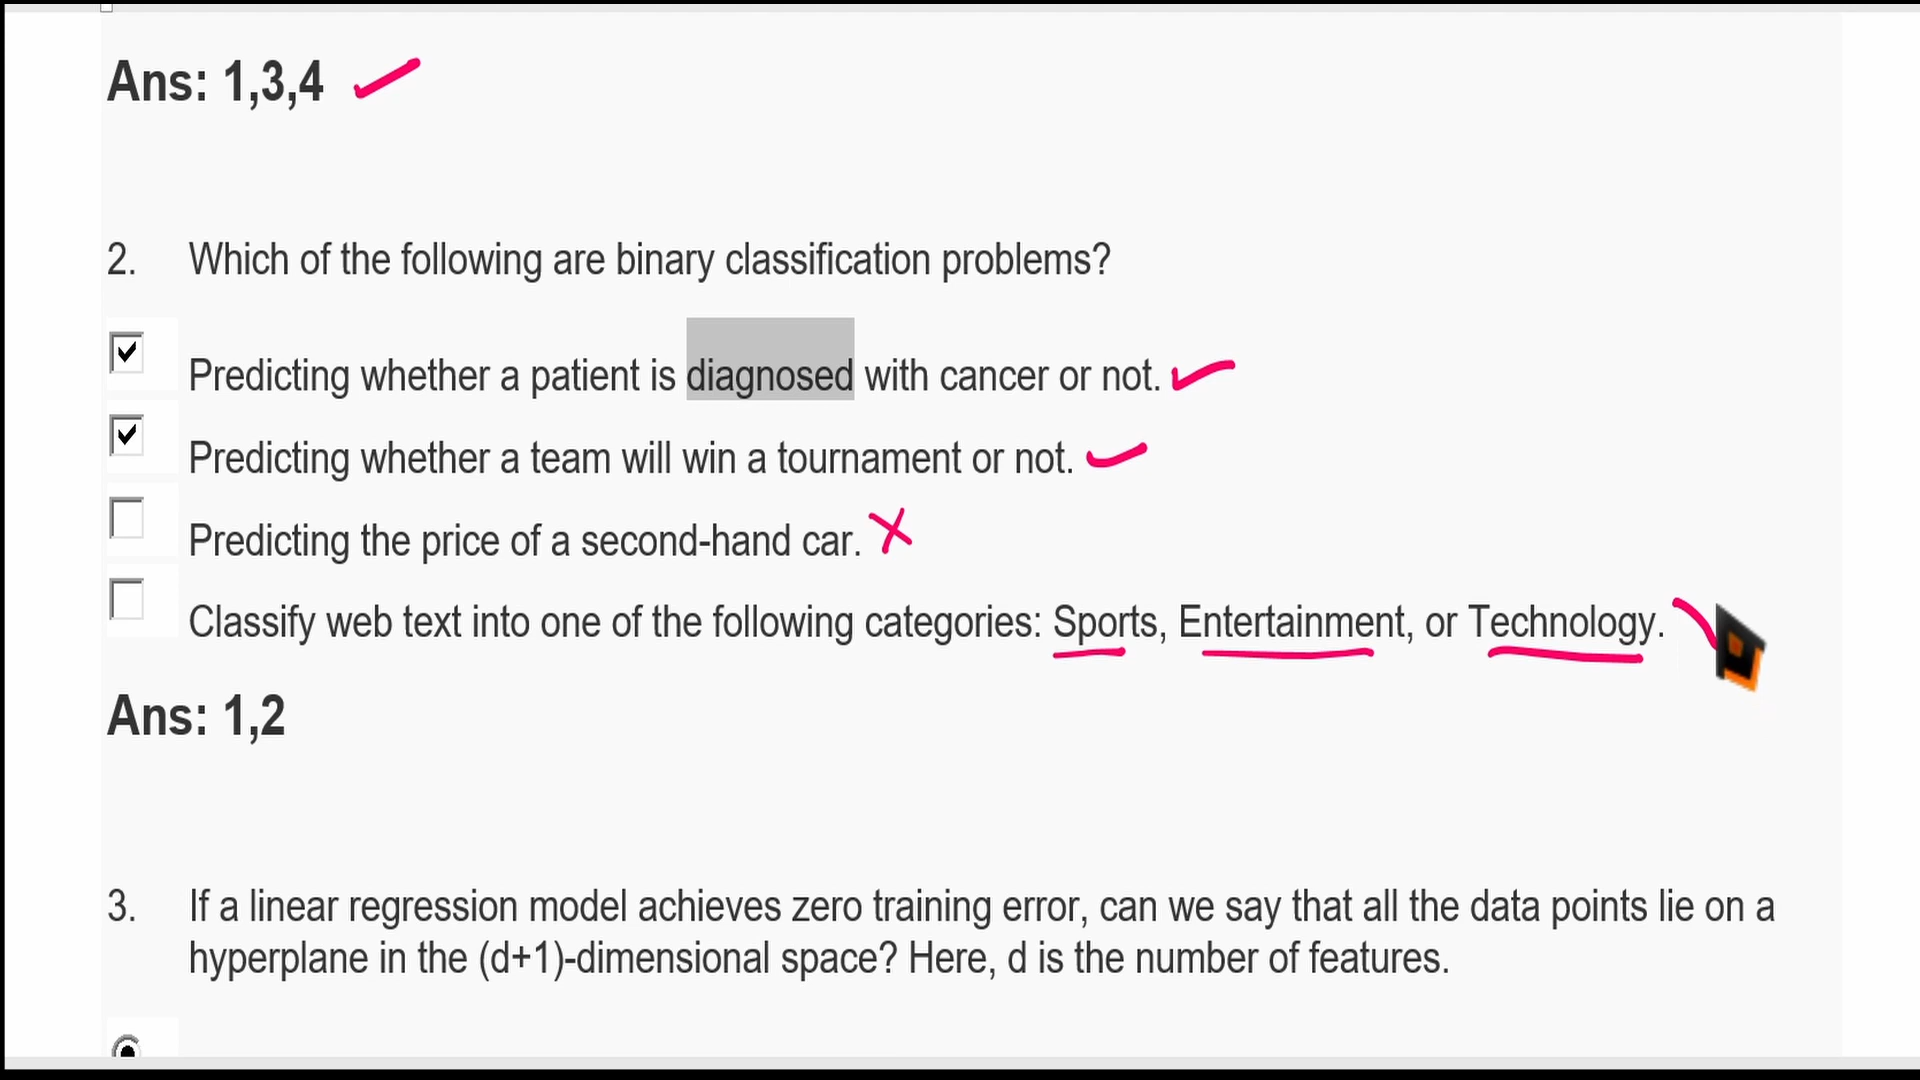 Ans: 1,3,4
2. Which of the following are binary classification problems?
Predicting whether a patient is diagnosed with cancer or not.
Predicting whether a team will win a tournament or not.
Predicting the price of a second-hand car.
Classify web text into one of the following categories: Sports, Entertainment, or Technology.
Ans: 1,2
3. If a linear regression model achieves zero training error, can we say that all the data points lie on a
hyperplane in the (d+1)-dimensional space? Here, d is the number of features.